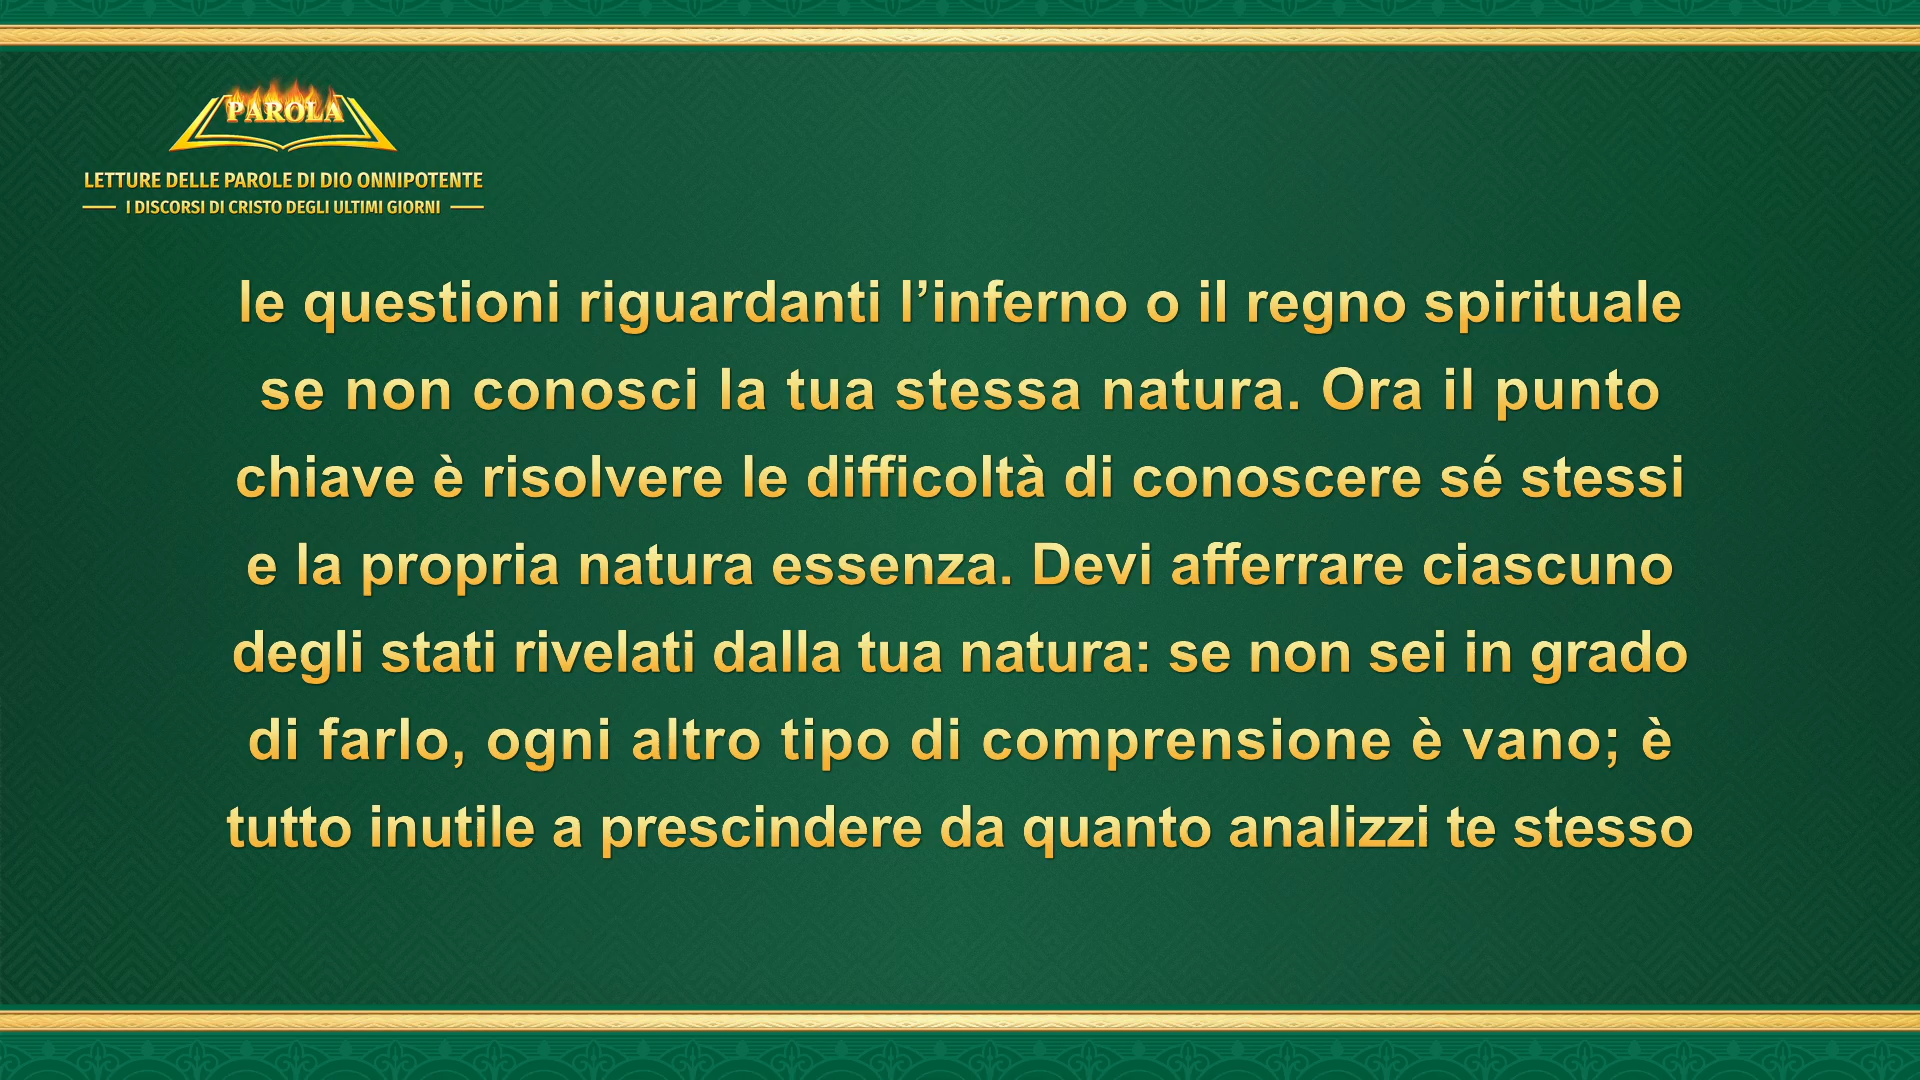 PAROLA
LETTURE DELLE PAROLE DI DIO ONNIPOTENTE
I DISCORSI DI CRISTO DEGLI ULTIMI GIORNI
le questioni riguardanti l’inferno o il regno spirituale
se non conosci la tua stessa natura. Ora il punto
chiave è risolvere le difficoltà di conoscere sé stessi
e la propria natura essenza. Devi afferrare ciascuno
degli stati rivelati dalla tua natura: se non sei in grado
di farlo, ogni altro tipo di comprensione è vano; è
tutto inutile a prescindere da quanto analizzi te stesso